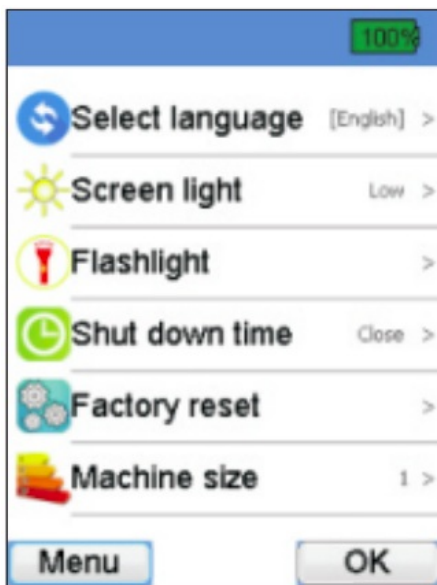 100%
Select language [English] >
Screen light Low >
Flashlight >
Shut down time Close >
Factory reset >
Machine size 1 >
Menu OK